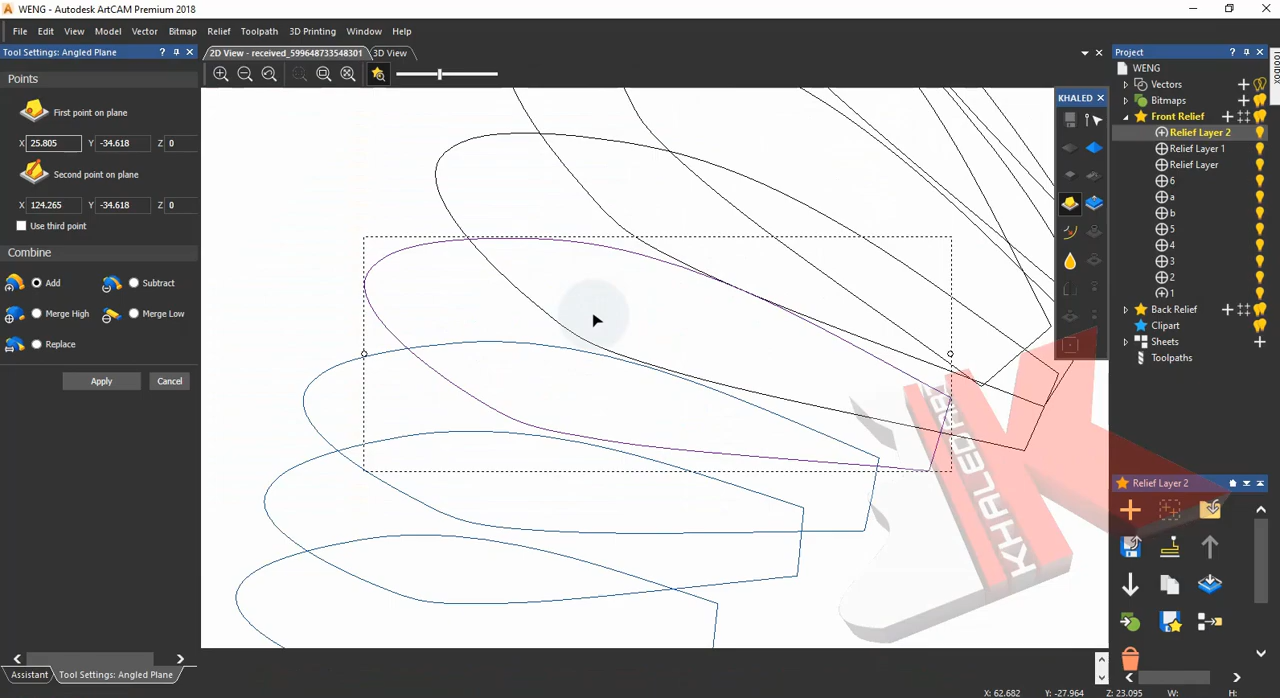 WENG - Autodesk ArtCAM Premium 2018
File Edit View Model Vector Bitmap Relief Toolpath 3D Printing Window Help
Tool Settings: Angled Plane
2D View - received_599648733548301 3D View
Project
Toolbox
Points
First point on plane
X 25.805 Y -34.618 Z 0
Second point on plane
X 124.265 Y -34.618 Z 0
Use third point
Combine
Add Subtract
Merge High Merge Low
Replace
Apply Cancel
KHALED
WENG
Vectors
Bitmaps
Front Relief
Relief Layer 2
Relief Layer 1
Relief Layer
6
a
b
5
4
3
2
1
Back Relief
Clipart
Sheets
Toolpaths
KHALED ART
Relief Layer 2
Assistant Tool Settings: Angled Plane
X: 62.682 Y: -27.964 Z: 23.095 W: H: